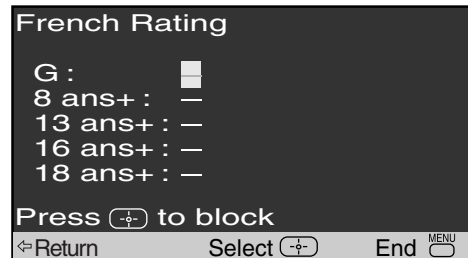 French Rating
G : –
8 ans+ : –
13 ans+ : –
16 ans+ : –
18 ans+ : –
Press to block
Return Select End MENU